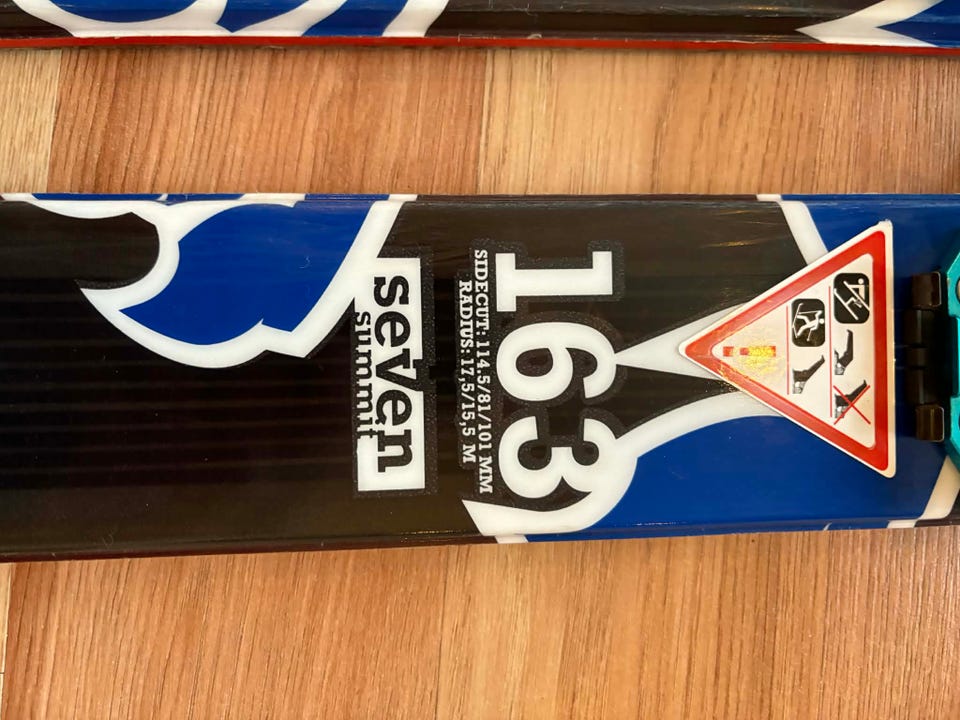 163
SIDECUT: 114.5/81/101 MM
RADIUS: 17,5/15,5 M
seven
summit